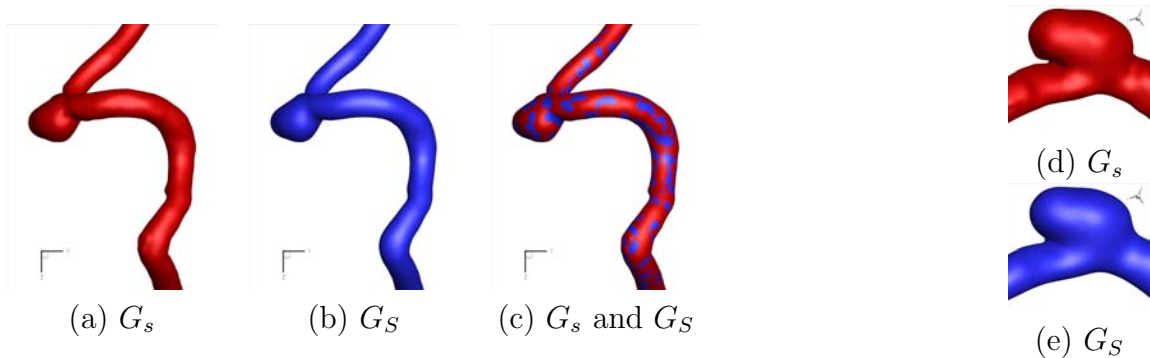 (a) G_s
(b) G_S
(c) G_s and G_S
(d) G_s
(e) G_S